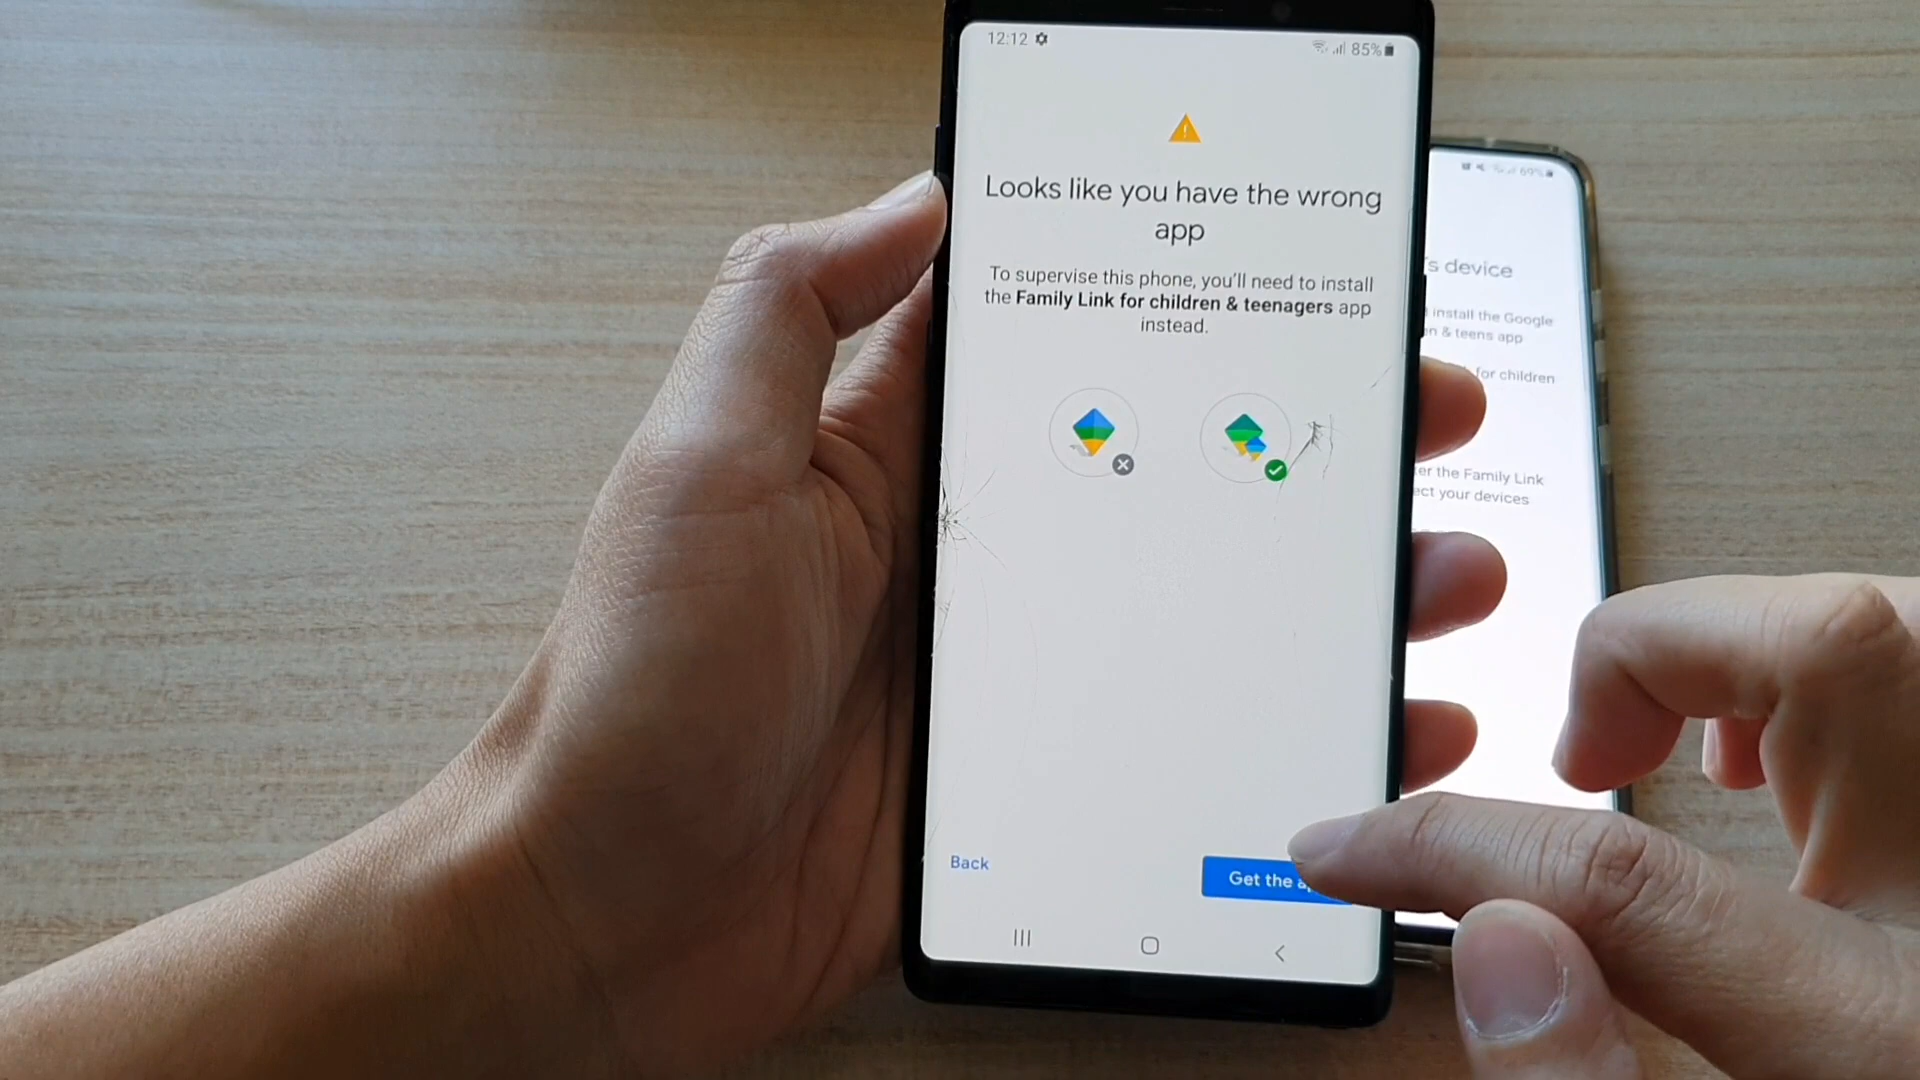 12:12
85%
Looks like you have the wrong
app
To supervise this phone, you'll need to install
the Family Link for children & teenagers app
instead.
Back
Get the
69%
's device
install the Google
n & teens app
for children
er the Family Link
ect your devices